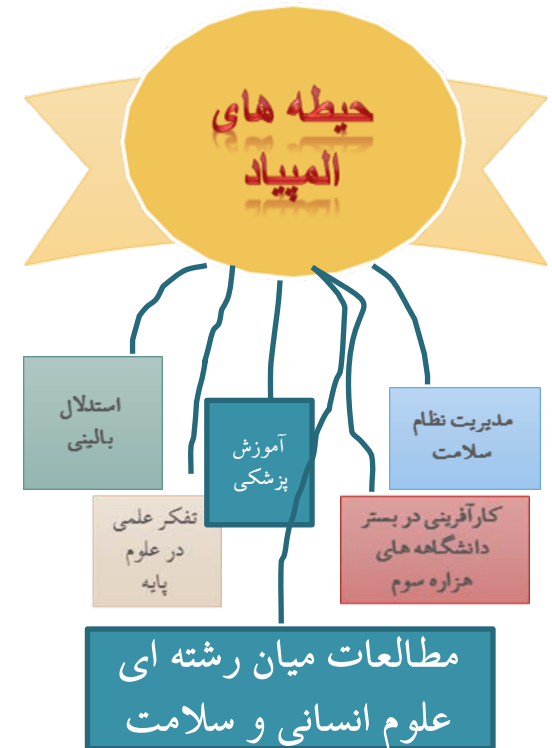 حیطه های
المپیاد
مدیریت نظام
سلامت
استدلال
بالینی
آموزش
پزشکی
کارآفرینی در بستر
دانشگاهه های
هزاره سوم
تفکر علمی
در علوم
پایه
مطالعات میان رشته ای
علوم انسانی و سلامت